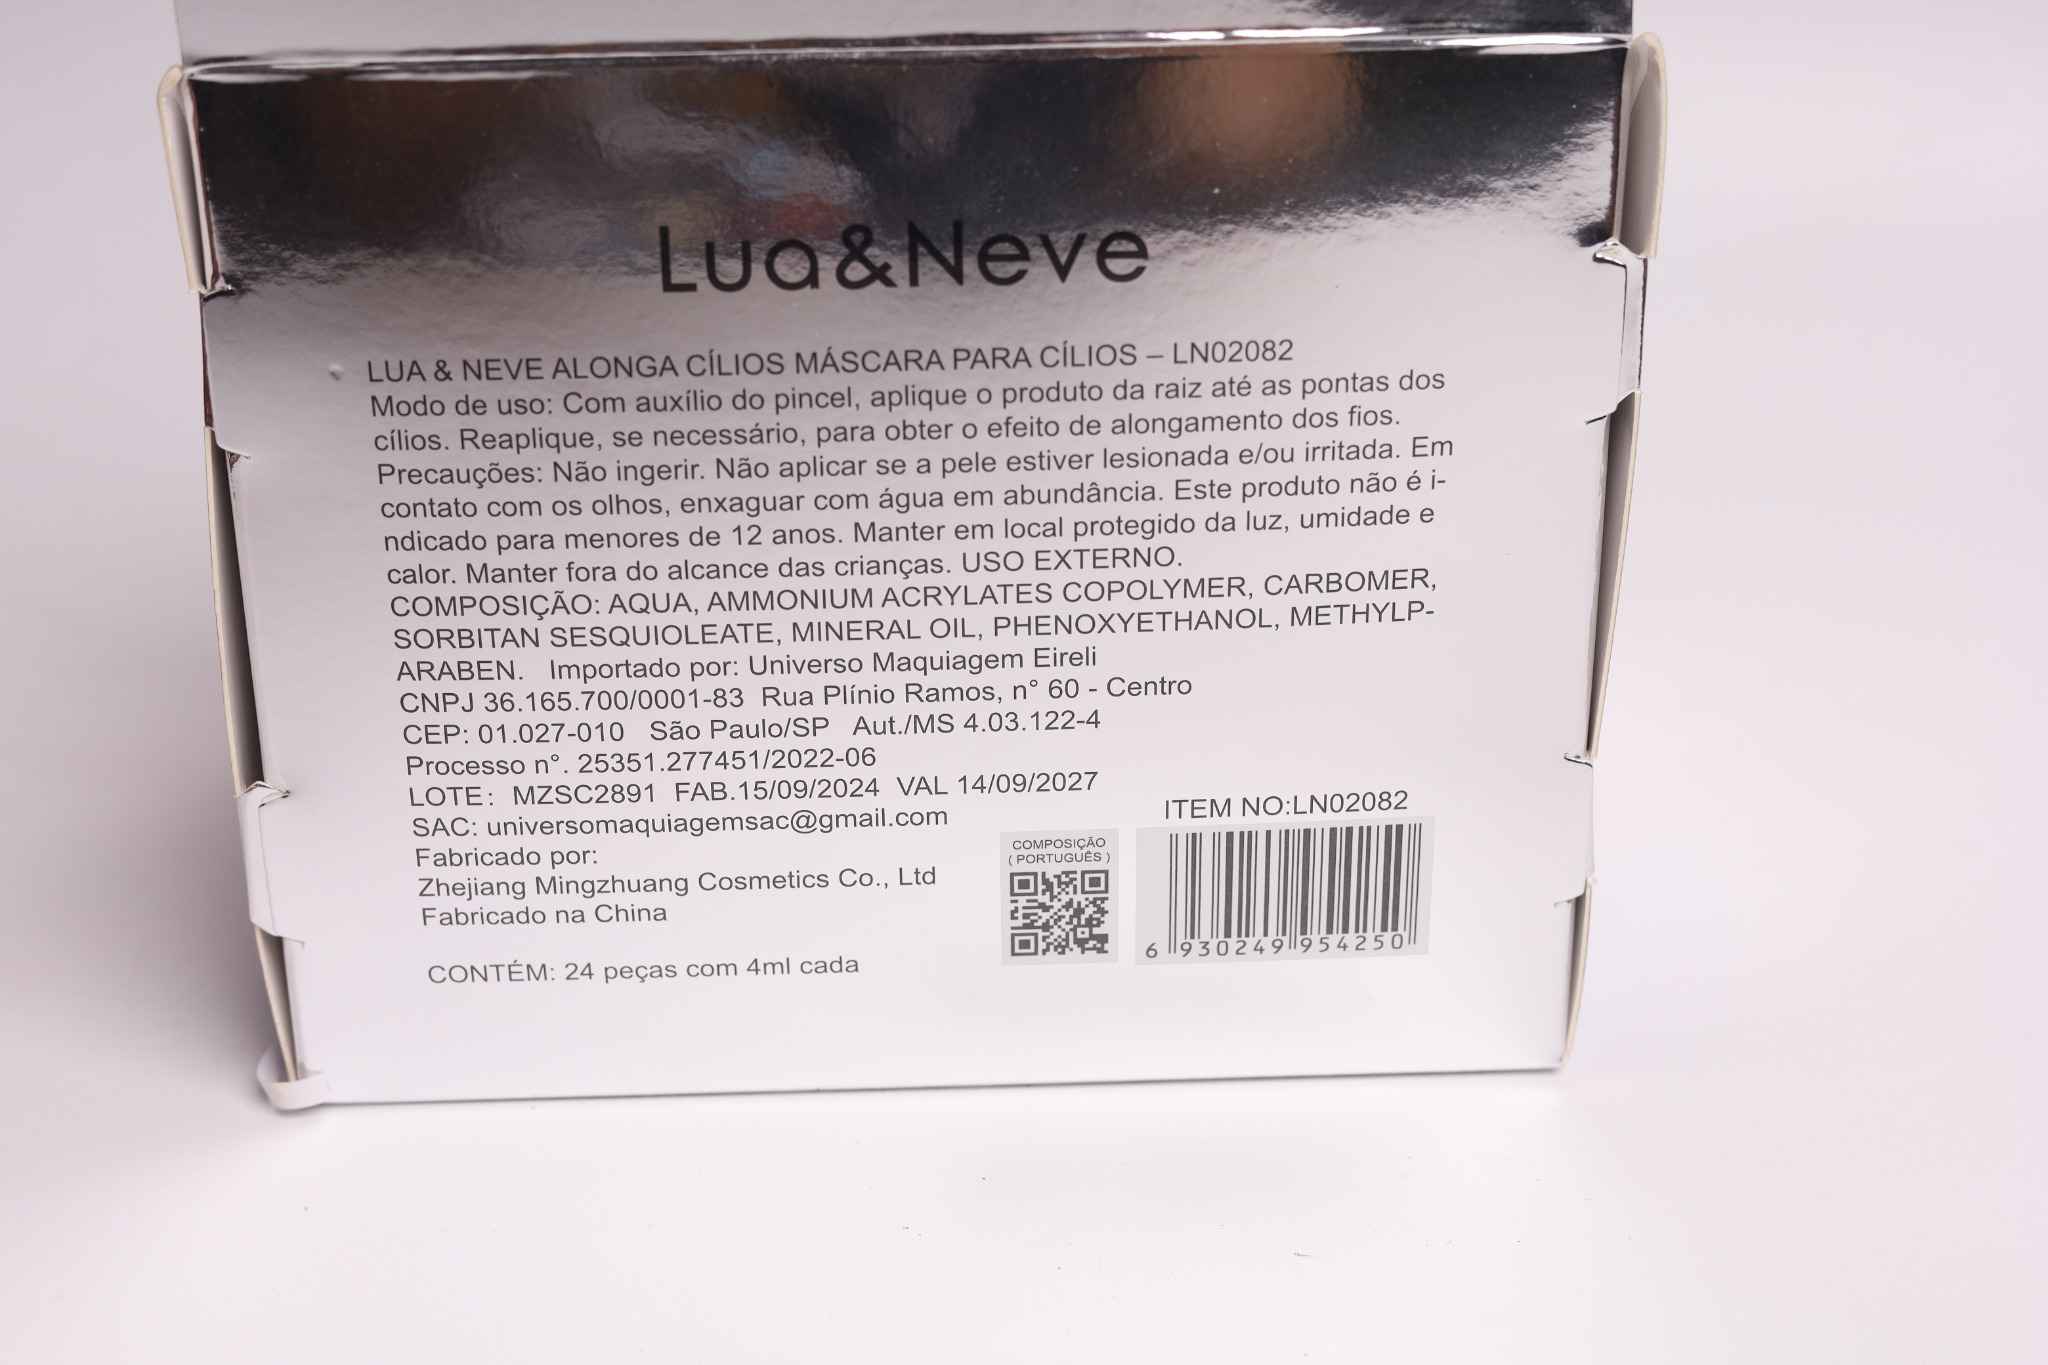 Lua&Neve
LUA & NEVE ALONGA CÍLIOS MÁSCARA PARA CÍLIOS – LN02082
Modo de uso: Com auxílio do pincel, aplique o produto da raiz até as pontas dos
cílios. Reaplique, se necessário, para obter o efeito de alongamento dos fios.
Precauções: Não ingerir. Não aplicar se a pele estiver lesionada e/ou irritada. Em
contato com os olhos, enxaguar com água em abundância. Este produto não é i-
ndicado para menores de 12 anos. Manter em local protegido da luz, umidade e
calor. Manter fora do alcance das crianças. USO EXTERNO.
COMPOSIÇÃO: AQUA, AMMONIUM ACRYLATES COPOLYMER, CARBOMER,
SORBITAN SESQUIOLEATE, MINERAL OIL, PHENOXYETHANOL, METHYLP-
ARABEN. Importado por: Universo Maquiagem Eireli
CNPJ 36.165.700/0001-83 Rua Plínio Ramos, n° 60 - Centro
CEP: 01.027-010 São Paulo/SP Aut./MS 4.03.122-4
Processo n°. 25351.277451/2022-06
LOTE: MZSC2891 FAB.15/09/2024 VAL 14/09/2027
SAC: universomaquiagemsac@gmail.com
Fabricado por:
Zhejiang Mingzhuang Cosmetics Co., Ltd
Fabricado na China
CONTÉM: 24 peças com 4ml cada
COMPOSIÇÃO
( PORTUGUÊS )
ITEM NO:LN02082
6 930249 954250